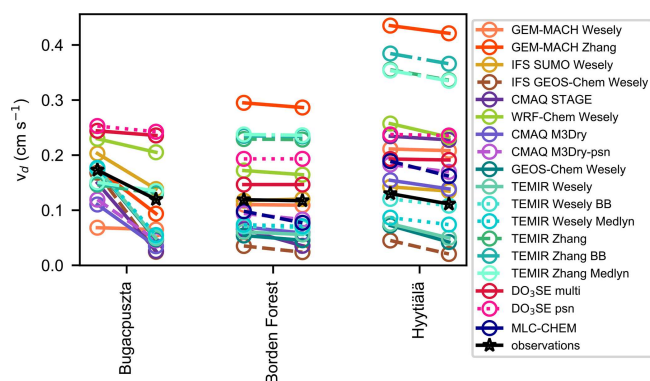 v_d (cm s⁻¹)
0.4
0.3
0.2
0.1
0.0
Bugacpuszta
Borden Forest
Hyytiälä
GEM-MACH Wesely
GEM-MACH Zhang
IFS SUMO Wesely
IFS GEOS-Chem Wesely
CMAQ STAGE
WRF-Chem Wesely
CMAQ M3Dry
CMAQ M3Dry-psn
GEOS-Chem Wesely
TEMIR Wesely
TEMIR Wesely BB
TEMIR Wesely Medlyn
TEMIR Zhang
TEMIR Zhang BB
TEMIR Zhang Medlyn
DO₃SE multi
DO₃SE psn
MLC-CHEM
observations